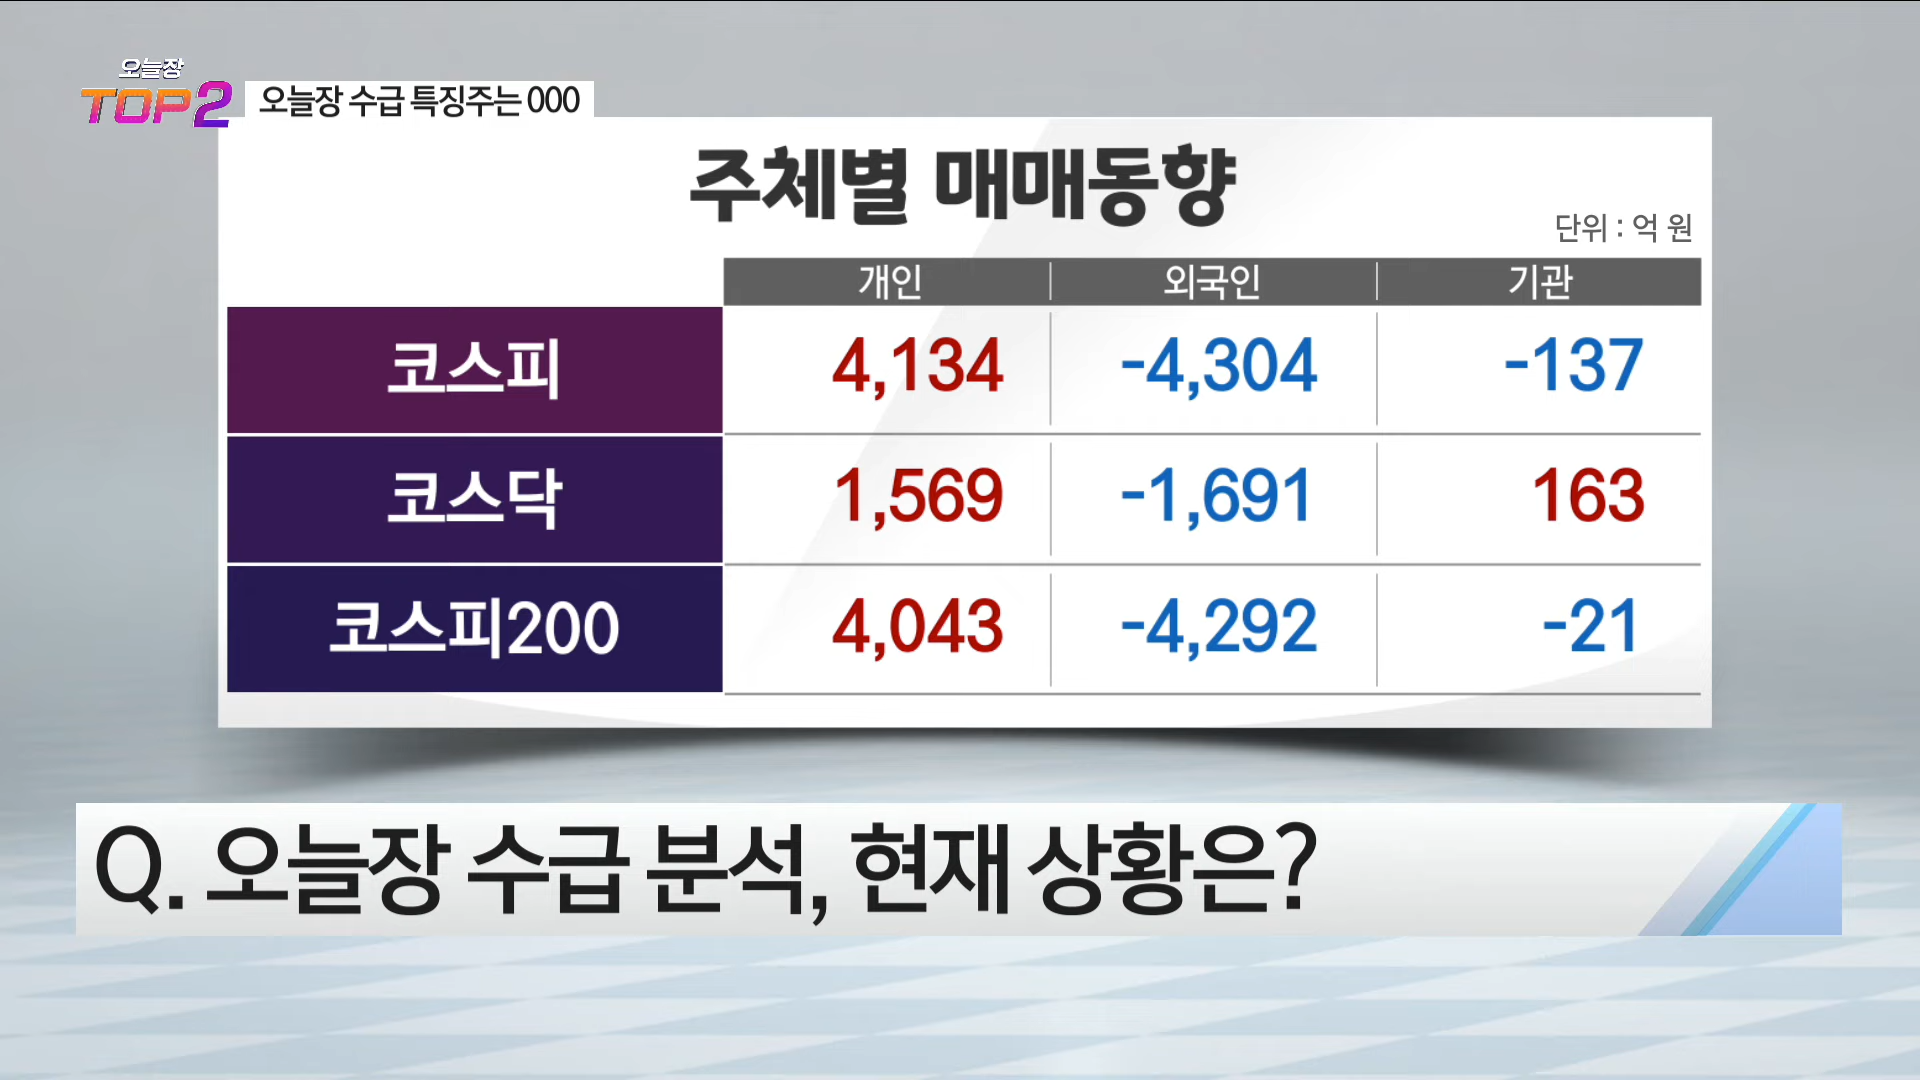 오늘장
TOP2
오늘장 수급 특징주는 000
주체별 매매동향
단위 : 억 원
개인 외국인 기관
코스피 4,134 -4,304 -137
코스닥 1,569 -1,691 163
코스피200 4,043 -4,292 -21
Q. 오늘장 수급 분석, 현재 상황은?